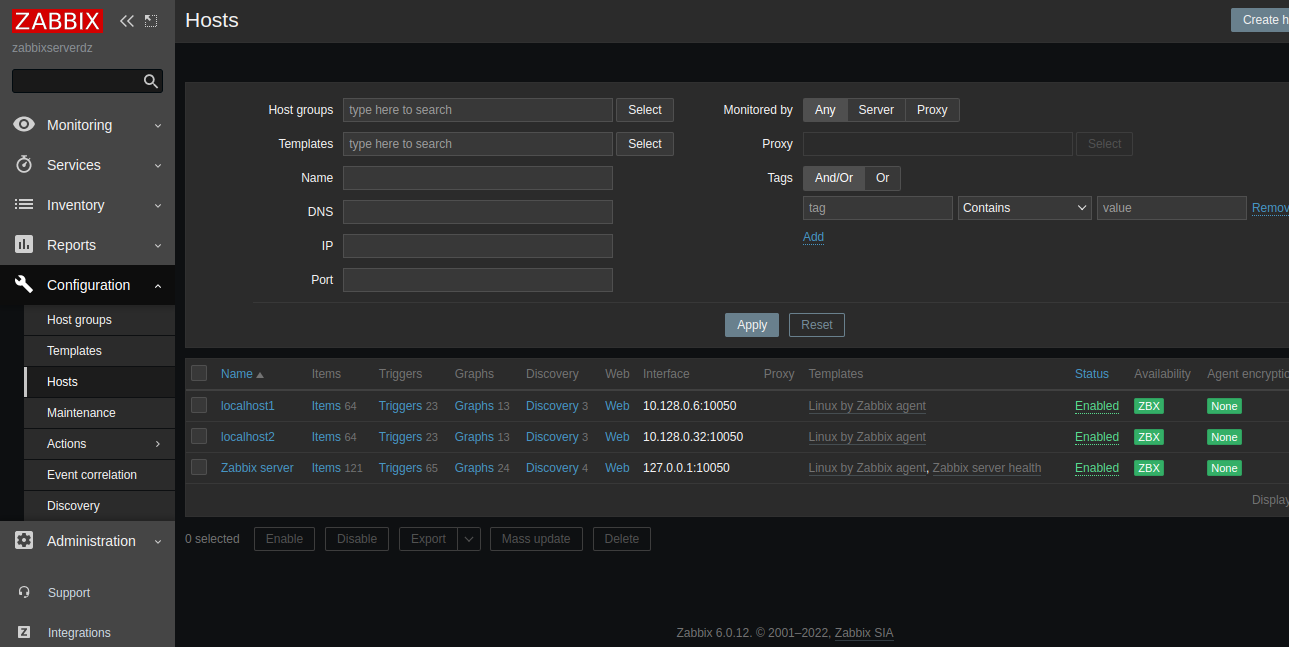 ZABBIX
zabbixserverdz
Monitoring
Services
Inventory
Reports
Configuration
Host groups
Templates
Hosts
Maintenance
Actions
Event correlation
Discovery
Administration
Support
Integrations
Hosts
Create h
Host groups type here to search Select
Templates type here to search Select
Name
DNS
IP
Port
Monitored by Any Server Proxy
Proxy Select
Tags And/Or Or
tag Contains value Remov
Add
Apply Reset
Name Items Triggers Graphs Discovery Web Interface Proxy Templates Status Availability Agent encryptic
localhost1 Items 64 Triggers 23 Graphs 13 Discovery 3 Web 10.128.0.6:10050 Linux by Zabbix agent Enabled ZBX None
localhost2 Items 64 Triggers 23 Graphs 13 Discovery 3 Web 10.128.0.32:10050 Linux by Zabbix agent Enabled ZBX None
Zabbix server Items 121 Triggers 65 Graphs 24 Discovery 4 Web 127.0.0.1:10050 Linux by Zabbix agent, Zabbix server health Enabled ZBX None
Display
0 selected Enable Disable Export Mass update Delete
Zabbix 6.0.12. © 2001–2022, Zabbix SIA